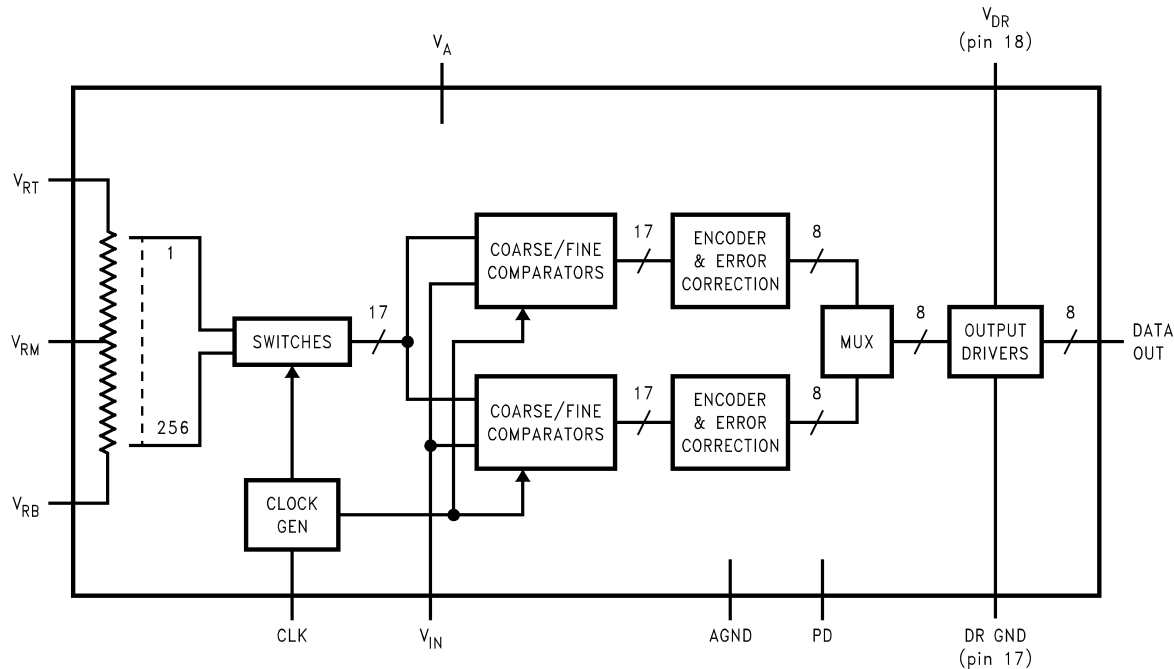 V_A
V_DR
(pin 18)
V_RT
1
17
COARSE/FINE
COMPARATORS
17
ENCODER
& ERROR
CORRECTION
8
V_RM
SWITCHES
17
MUX
8
OUTPUT
DRIVERS
8
DATA
OUT
256
COARSE/FINE
COMPARATORS
17
ENCODER
& ERROR
CORRECTION
8
V_RB
CLOCK
GEN
CLK
V_IN
AGND
PD
DR GND
(pin 17)